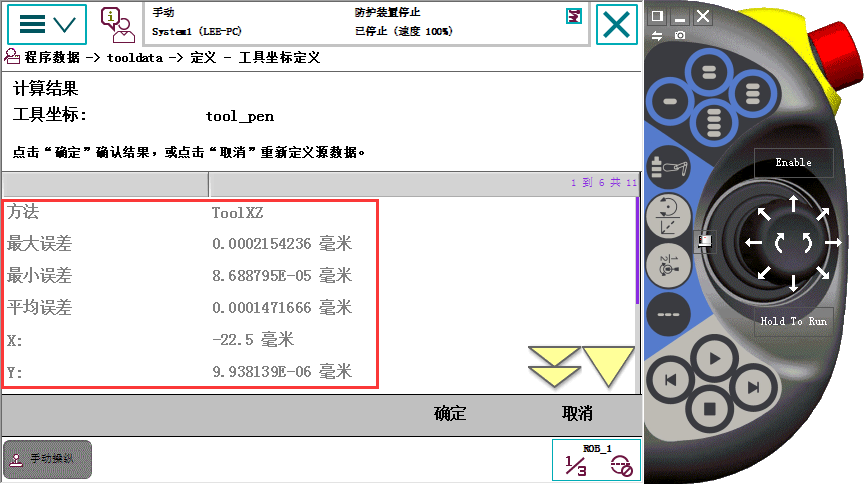 手动
System1 (LEE-PC)
防护装置停止
已停止 (速度 100%)
程序数据 -> tooldata -> 定义 - 工具坐标定义
计算结果
工具坐标: tool_pen
点击“确定”确认结果，或点击“取消”重新定义源数据。
1 到 6 共 11
方法 ToolXZ
最大误差 0.0002154236 毫米
最小误差 8.688795E-05 毫米
平均误差 0.0001471666 毫米
X: -22.5 毫米
Y: 9.938139E-06 毫米
确定 取消
手动操纵
ROB_1
1/3
Enable
Hold To Run